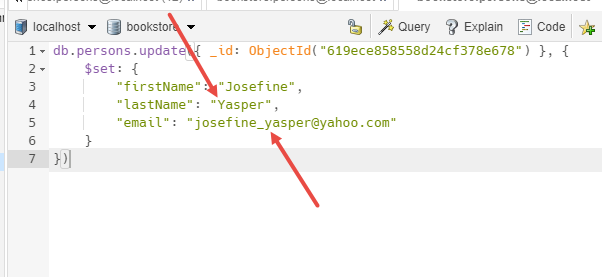 localhost bookstore Query Explain Code
1 db.persons.update({ _id: ObjectId("619ece858558d24cf378e678") }, {
2 $set: {
3 "firstName": "Josefine",
4 "lastName": "Yasper",
5 "email": "josefine_yasper@yahoo.com"
6 }
7 })